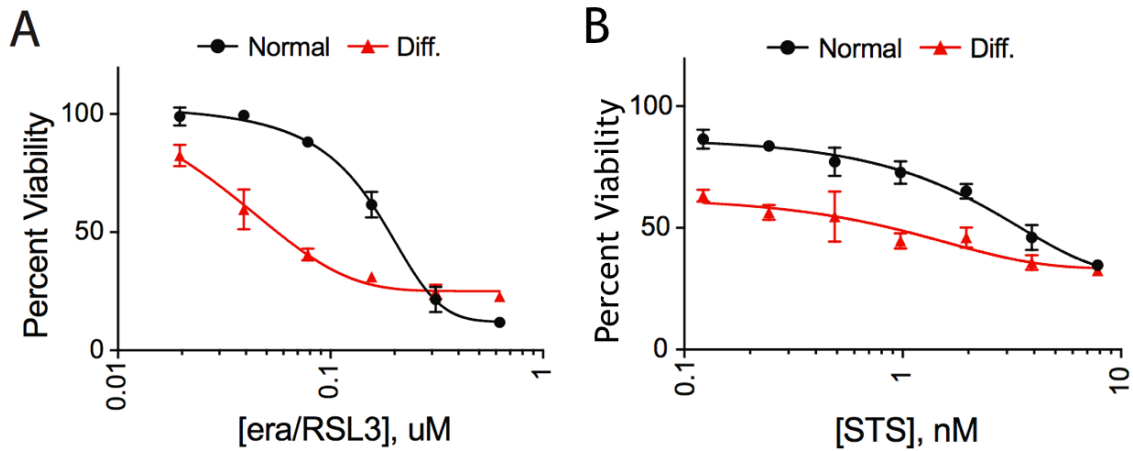 A
Normal Diff.
Percent Viability
100
50
0
0.01
0.1
1
[era/RSL3], uM
B
Normal Diff.
Percent Viability
100
50
0
0.1
1
10
[STS], nM